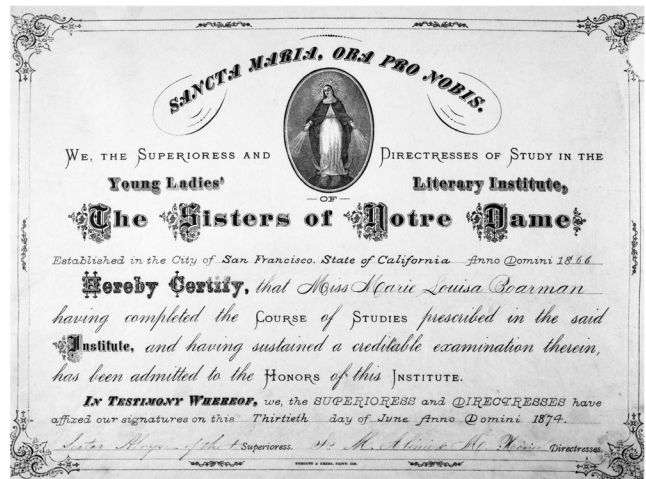 SANCTA MARIA, ORA PRO NOBIS.
WE, THE SUPERIORESS AND DIRECTRESSES OF STUDY IN THE
Young Ladies' Literary Institute,
— OF —
The Sisters of Notre Dame
Established in the City of San Francisco. State of California Anno Domini 1866
Hereby Certify, that Miss Marie Louisa Boarman
having completed the COURSE OF STUDIES prescribed in the said
Institute, and having sustained a creditable examination therein,
has been admitted to the HONORS of this INSTITUTE.
IN TESTIMONY WHEREOF, we, the SUPERIORESS and DIRECTRESSES have
affixed our signatures on this Thirtieth day of June Anno Domini 1874.
Sister of the Superioress. Sr M. Directresses.